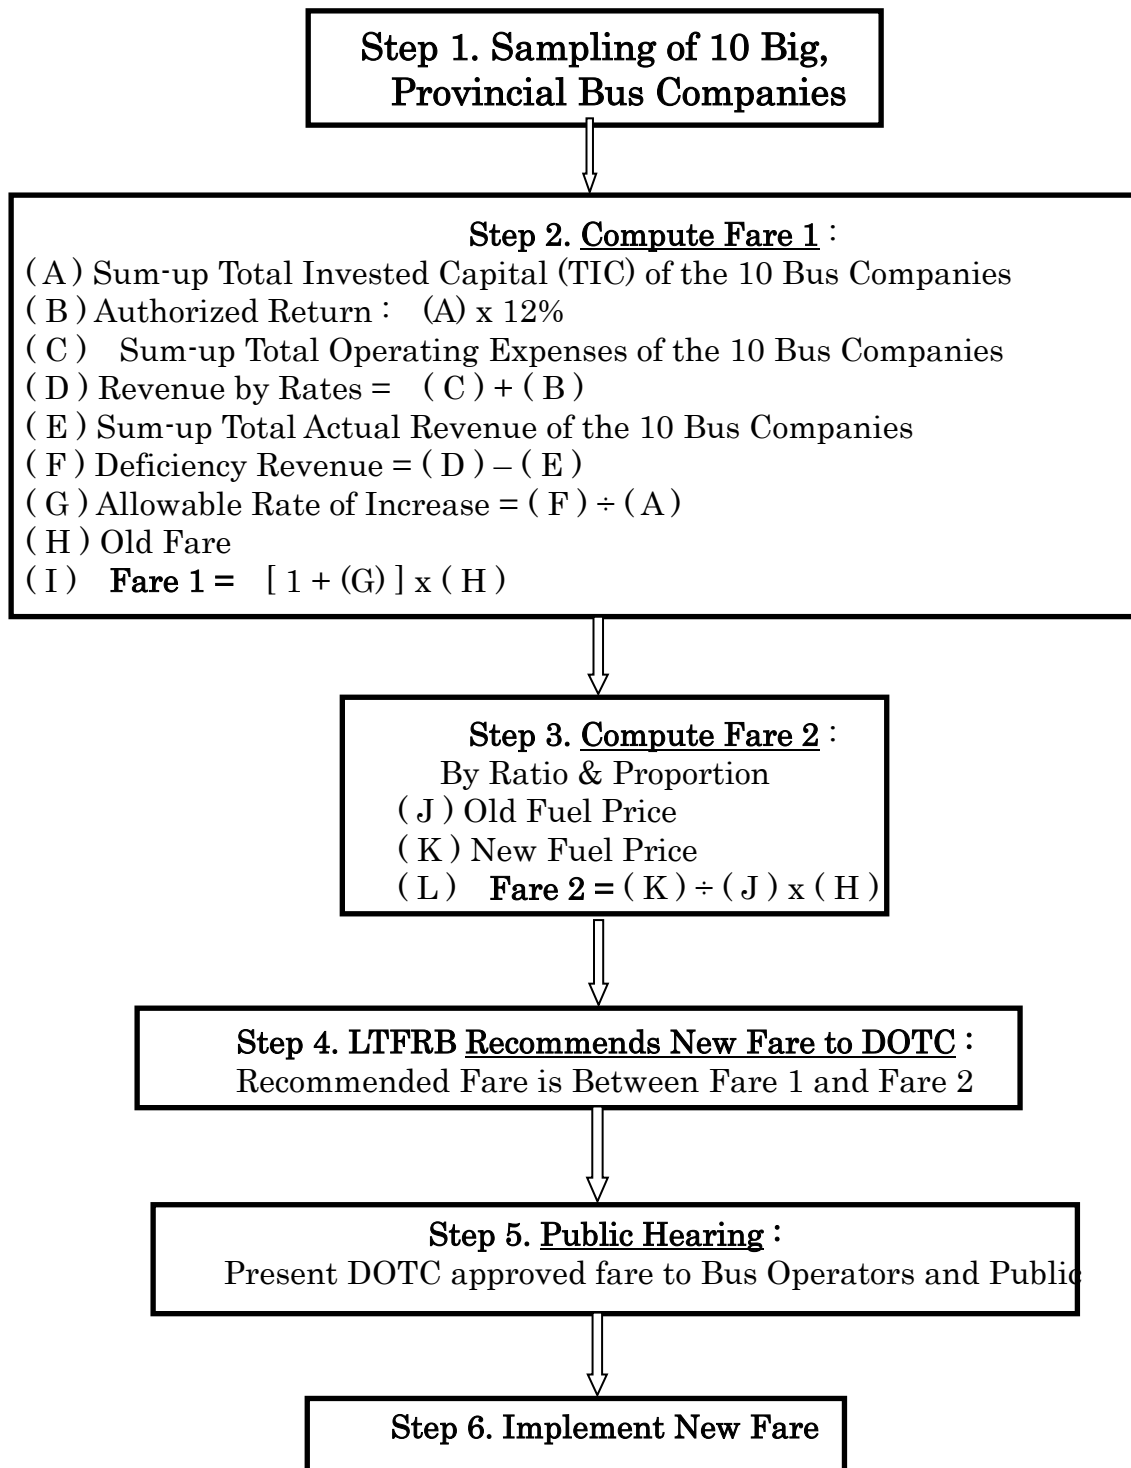 Step 1. Sampling of 10 Big,
Provincial Bus Companies
Step 2. Compute Fare 1 :
( A ) Sum-up Total Invested Capital (TIC) of the 10 Bus Companies
( B ) Authorized Return : (A) x 12%
( C ) Sum-up Total Operating Expenses of the 10 Bus Companies
( D ) Revenue by Rates = ( C ) + ( B )
( E ) Sum-up Total Actual Revenue of the 10 Bus Companies
( F ) Deficiency Revenue = ( D ) – ( E )
( G ) Allowable Rate of Increase = ( F ) ÷ ( A )
( H ) Old Fare
( I ) Fare 1 = [ 1 + (G) ] x ( H )
Step 3. Compute Fare 2 :
By Ratio & Proportion
( J ) Old Fuel Price
( K ) New Fuel Price
( L ) Fare 2 = ( K ) ÷ ( J ) x ( H )
Step 4. LTFRB Recommends New Fare to DOTC :
Recommended Fare is Between Fare 1 and Fare 2
Step 5. Public Hearing :
Present DOTC approved fare to Bus Operators and Public
Step 6. Implement New Fare